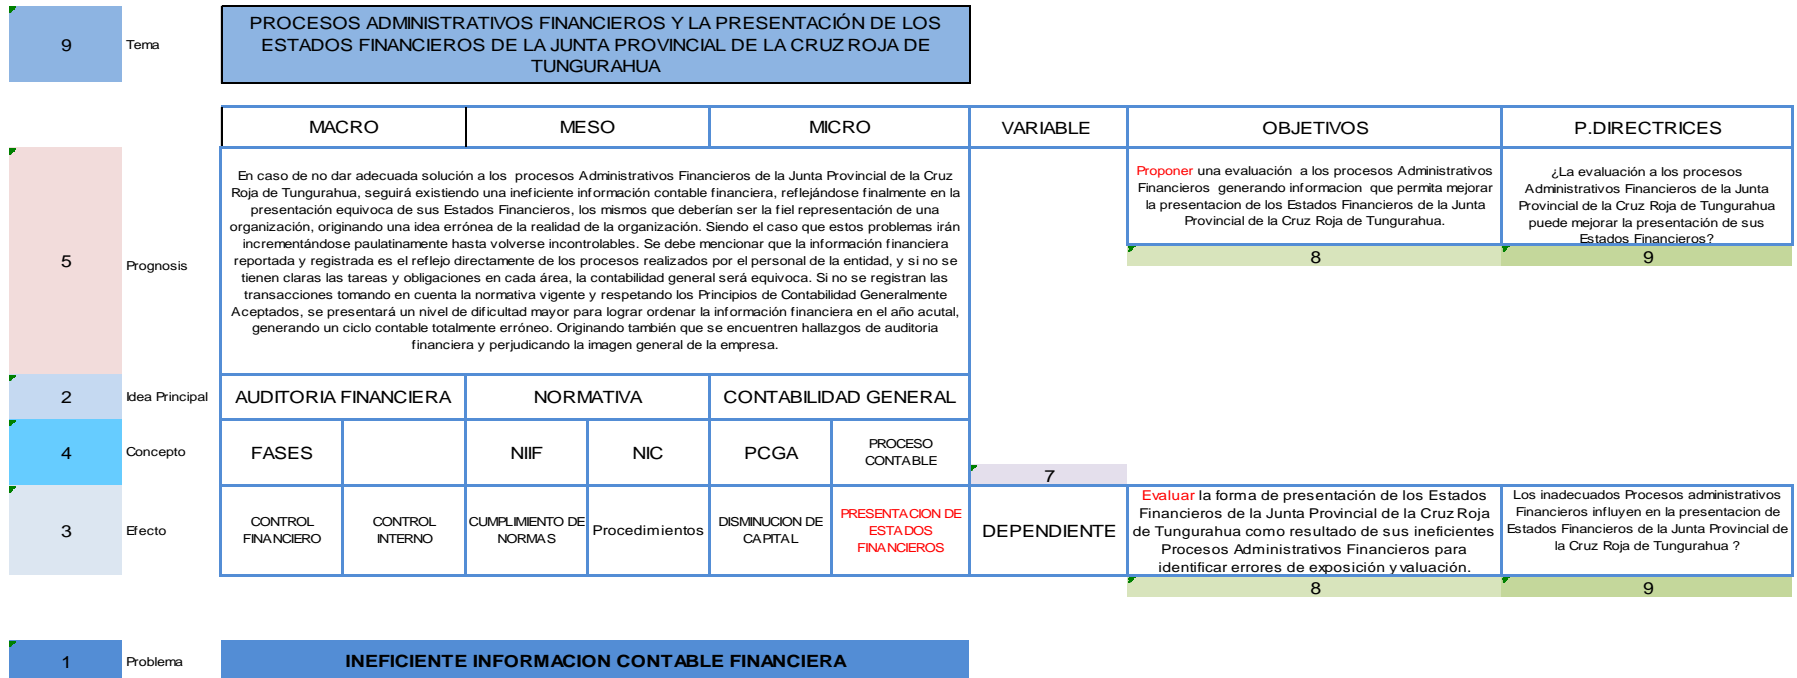 9
Tema
PROCESOS ADMINISTRATIVOS FINANCIEROS Y LA PRESENTACIÓN DE LOS
ESTADOS FINANCIEROS DE LA JUNTA PROVINCIAL DE LA CRUZ ROJA DE
TUNGURAHUA
MACRO
MESO
MICRO
VARIABLE
OBJETIVOS
P.DIRECTRICES
5
Prognosis
En caso de no dar adecuada solución a los procesos Administrativos Financieros de la Junta Provincial de la Cruz
Roja de Tungurahua, seguirá existiendo una ineficiente información contable financiera, reflejándose finalmente en la
presentación equivoca de sus Estados Financieros, los mismos que deberían ser la fiel representación de una
organización, originando una idea errónea de la realidad de la organización. Siendo el caso que estos problemas irán
incrementándose paulatinamente hasta volverse incontrolables. Se debe mencionar que la información financiera
reportada y registrada es el reflejo directamente de los procesos realizados por el personal de la entidad, y si no se
tienen claras las tareas y obligaciones en cada área, la contabilidad general será equivoca. Si no se registran las
transacciones tomando en cuenta la normativa vigente y respetando los Principios de Contabilidad Generalmente
Aceptados, se presentará un nivel de dificultad mayor para lograr ordenar la información financiera en el año acutal,
generando un ciclo contable totalmente erróneo. Originando también que se encuentren hallazgos de auditoria
financiera y perjudicando la imagen general de la empresa.
Proponer una evaluación a los procesos Administrativos
Financieros generando informacion que permita mejorar
la presentacion de los Estados Financieros de la Junta
Provincial de la Cruz Roja de Tungurahua.
¿La evaluación a los procesos
Administrativos Financieros de la Junta
Provincial de la Cruz Roja de Tungurahua
puede mejorar la presentación de sus
Estados Financieros?
8
9
2
Idea Principal
AUDITORIA FINANCIERA
NORMATIVA
CONTABILIDAD GENERAL
4
Concepto
FASES
NIIF
NIC
PCGA
PROCESO
CONTABLE
7
3
Efecto
CONTROL
FINANCIERO
CONTROL
INTERNO
CUMPLIMIENTO DE
NORMAS
Procedimientos
DISMINUCION DE
CAPITAL
PRESENTACION DE
ESTADOS
FINANCIEROS
DEPENDIENTE
Evaluar la forma de presentación de los Estados
Financieros de la Junta Provincial de la Cruz Roja
de Tungurahua como resultado de sus ineficientes
Procesos Administrativos Financieros para
identificar errores de exposición y valuación.
Los inadecuados Procesos administrativos
Financieros influyen en la presentacion de
Estados Financieros de la Junta Provincial de
la Cruz Roja de Tungurahua ?
8
9
1
Problema
INEFICIENTE INFORMACION CONTABLE FINANCIERA